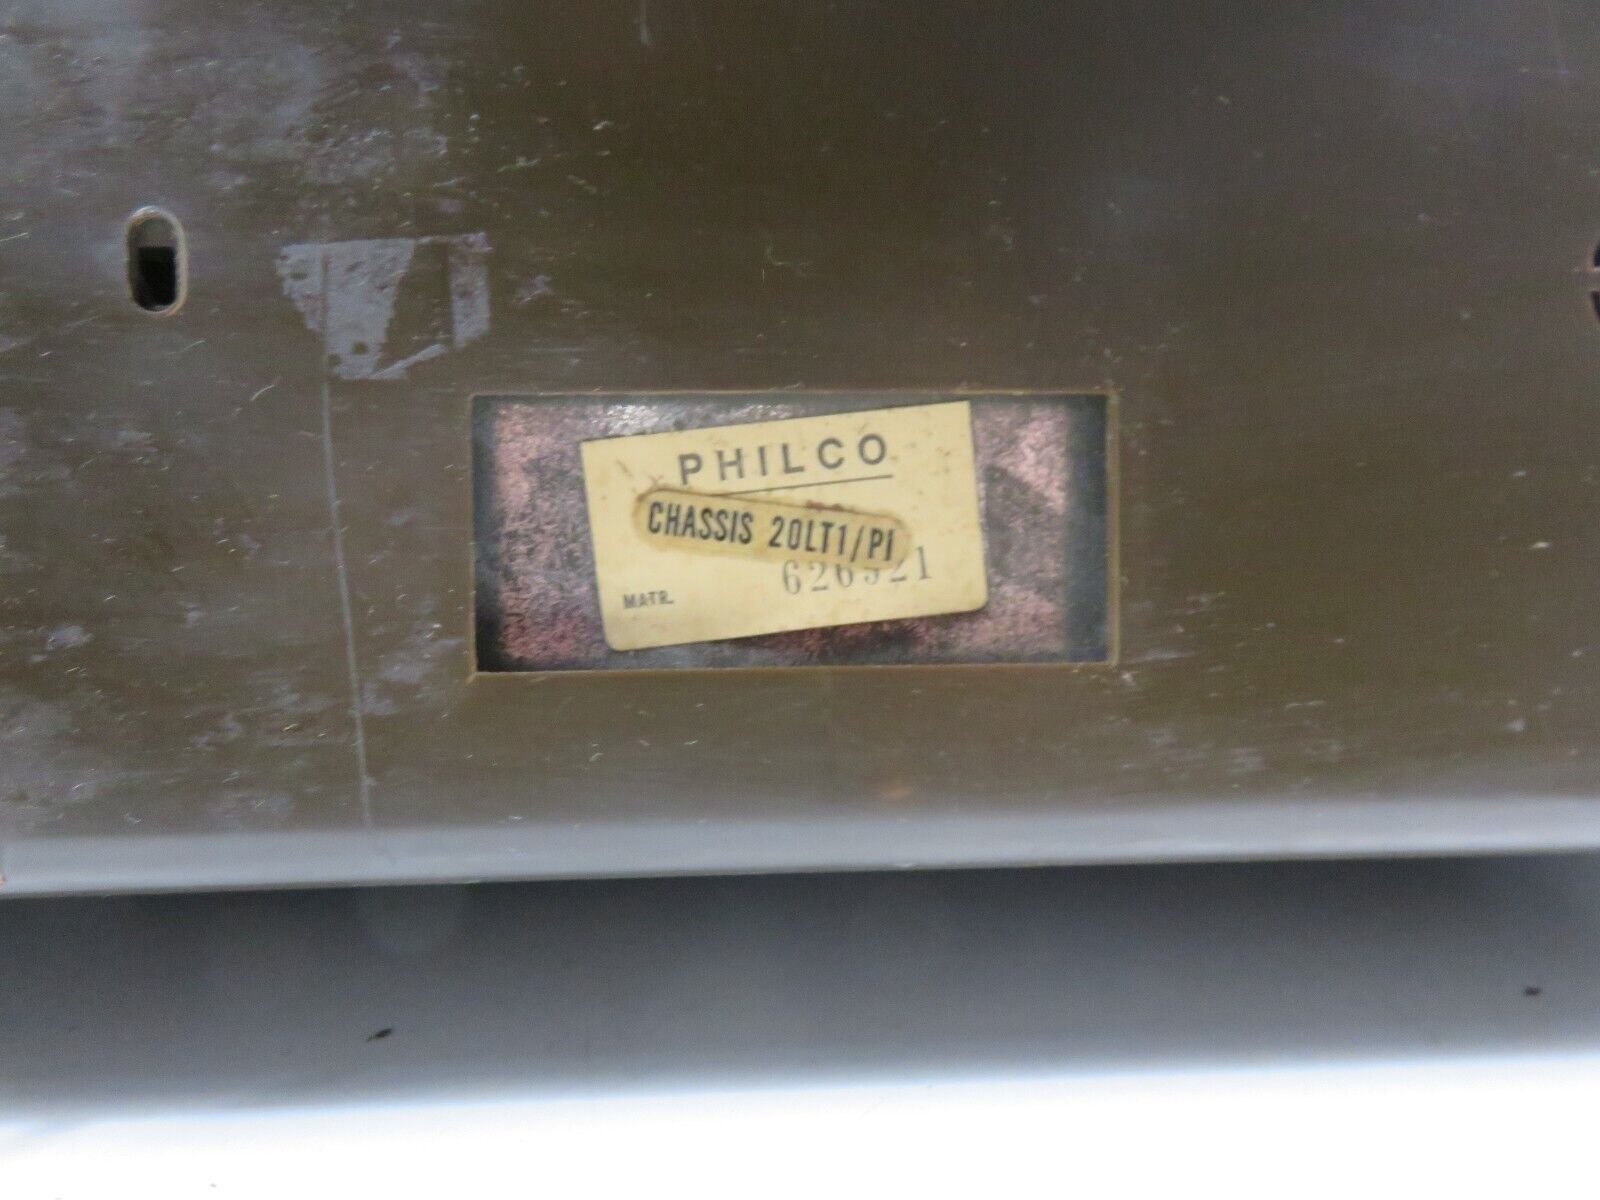 PHILCO
CHASSIS 20LT1/PI
MATR.